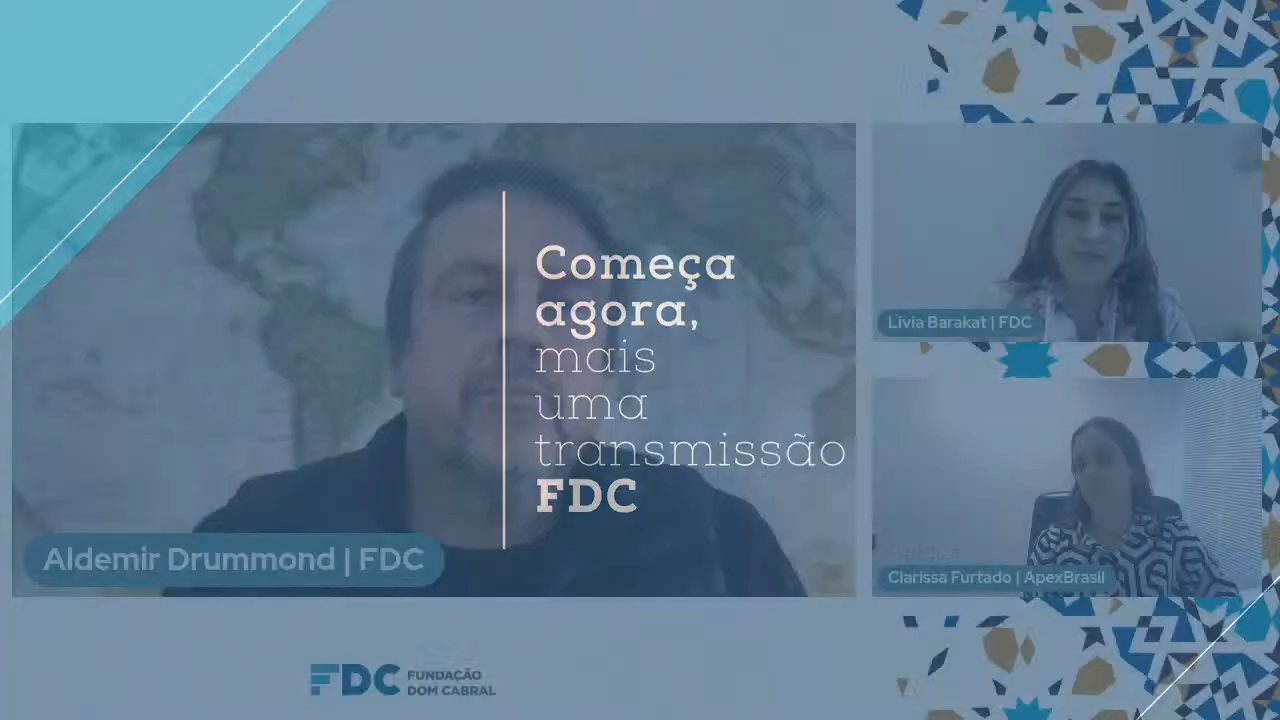 Começa
agora,
mais
uma
transmissão
FDC
Aldemir Drummond | FDC
Livia Barakat | FDC
Clarissa Furtado | ApexBrasil
FDC FUNDAÇÃO
DOM CABRAL